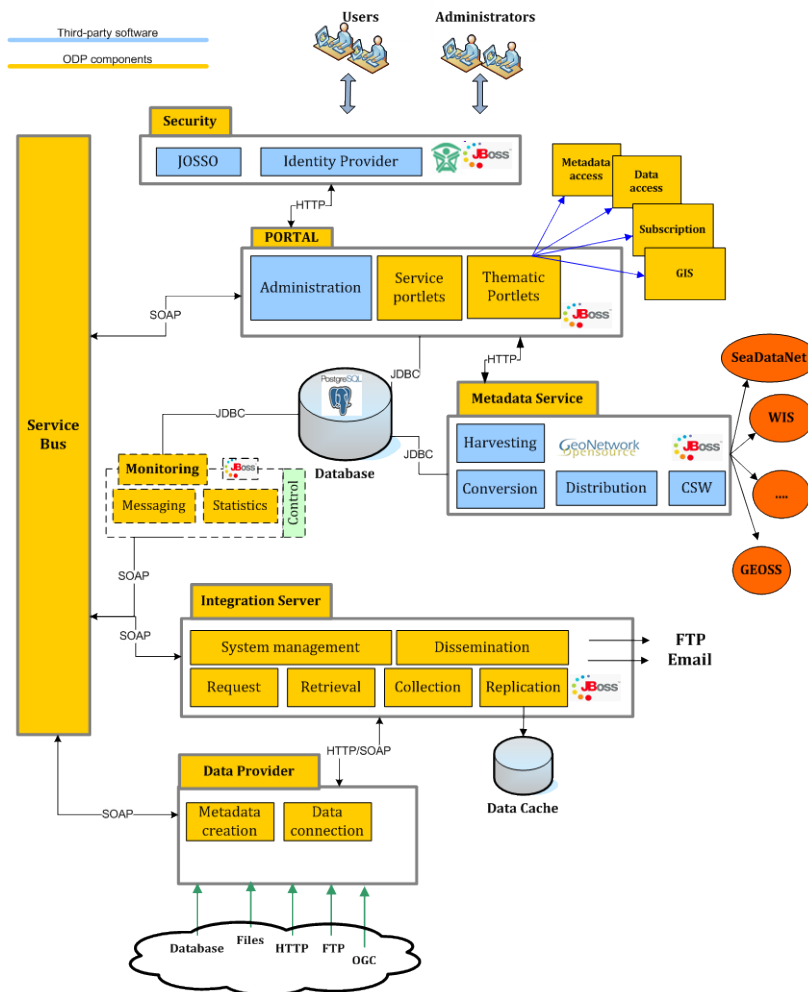 Users
Administrators
Third-party software
ODP components
Security
JOSSO
Identity Provider
JBoss
HTTP
PORTAL
Administration
Service
portlets
Thematic
Portlets
JBoss
Metadata
access
Data
access
Subscription
GIS
SOAP
HTTP
JDBC
PostgreSQL
Database
JDBC
JDBC
Service
Bus
Metadata Service
Harvesting
GeoNetwork
Opensource
JBoss
Conversion
Distribution
CSW
SeaDataNet
WIS
....
GEOSS
Monitoring
JBoss
Messaging
Statistics
Control
SOAP
SOAP
Integration Server
System management
Dissemination
Request
Retrieval
Collection
Replication
JBoss
FTP
Email
HTTP/SOAP
Data Cache
Data Provider
SOAP
Metadata
creation
Data
connection
Database
Files
HTTP
FTP
OGC